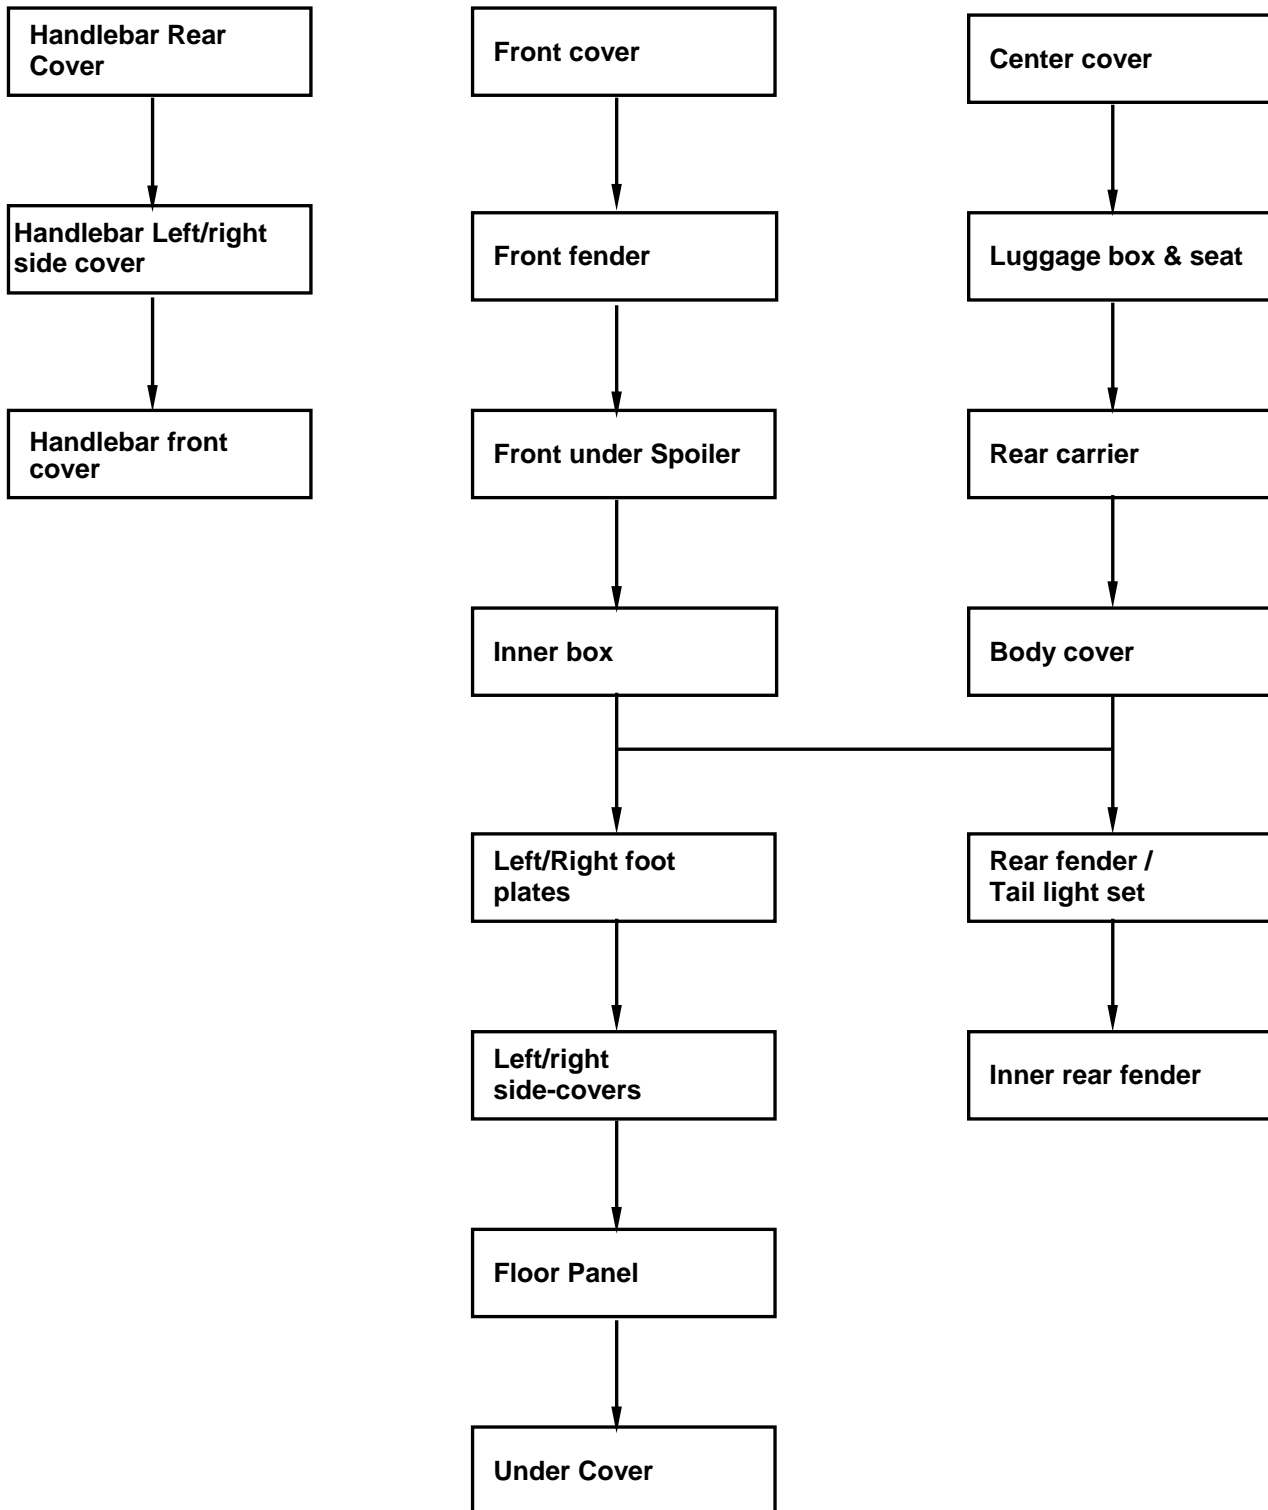 Handlebar Rear
Cover
Front cover
Center cover
Handlebar Left/right
side cover
Front fender
Luggage box & seat
Handlebar front
cover
Front under Spoiler
Rear carrier
Inner box
Body cover
Left/Right foot
plates
Rear fender /
Tail light set
Left/right
side-covers
Inner rear fender
Floor Panel
Under Cover